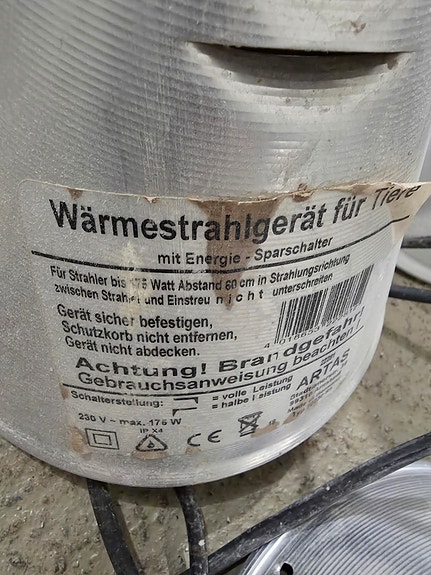 Wärmestrahlgerät für Tiere
mit Energie - Sparschalter
Für Strahler bis 175 Watt Abstand 60 cm in Strahlungsrichtung
zwischen Strahler und Einstreu nicht unterschreiten
Gerät sicher befestigen,
Schutzkorb nicht entfernen,
Gerät nicht abdecken.
Achtung! Brandgefahr!
Gebrauchsanweisung beachten!
Schalterstellung: = volle Leistung
= halbe Leistung
ARTAS
230 V ~ max. 175 W
IP X4
CE